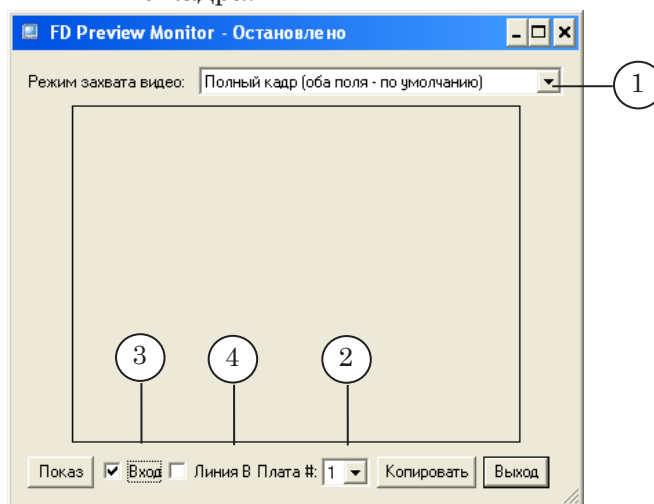 FD Preview Monitor - Остановлено
Режим захвата видео: Полный кадр (оба поля - по умолчанию)
1
3 4 2
Показ Вход Линия B Плата #: 1 Копировать Выход